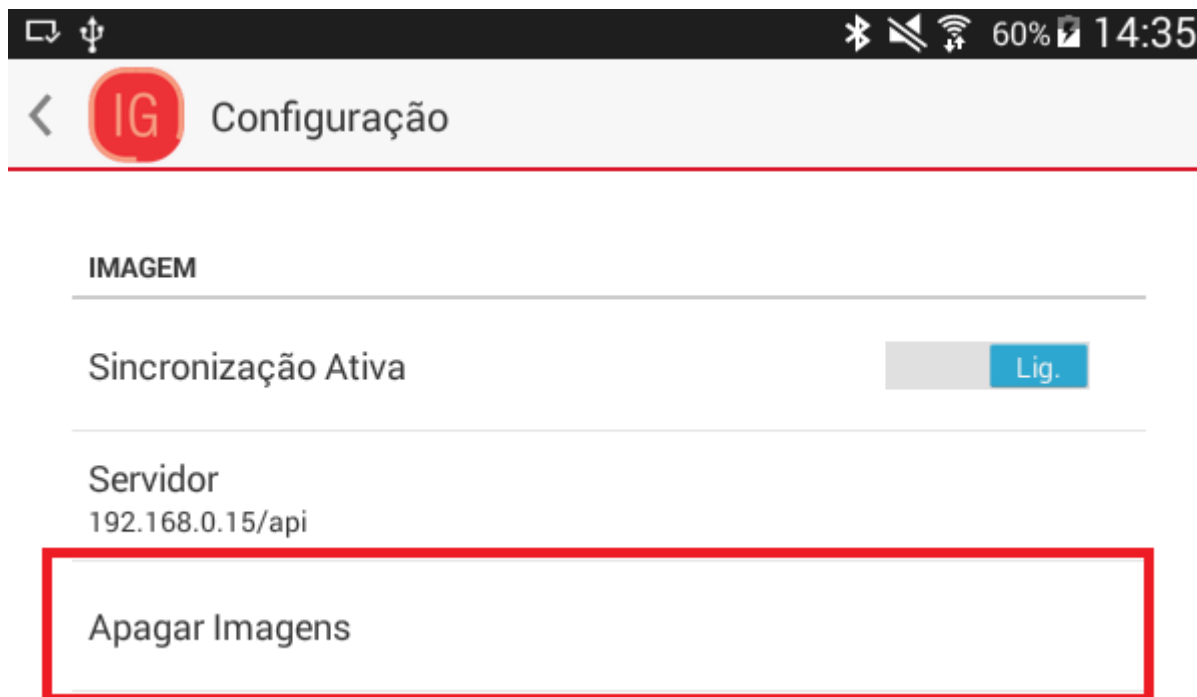 60% 14:35
IG Configuração
IMAGEM
Sincronização Ativa Lig.
Servidor
192.168.0.15/api
Apagar Imagens